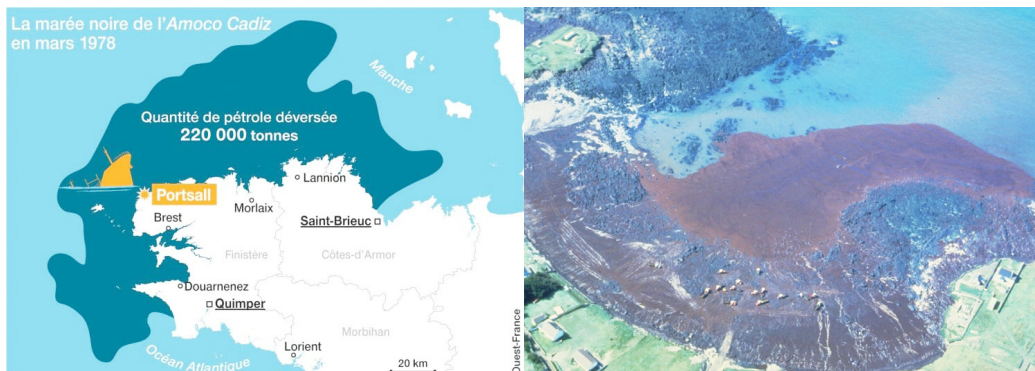 La marée noire de l'Amoco Cadiz
en mars 1978
Manche
Quantité de pétrole déversée
220 000 tonnes
Lannion
Portsall
Morlaix
Brest
Saint-Brieuc
Finistère
Côtes-d'Armor
Douarnenez
Quimper
Morbihan
Lorient
Océan Atlantique
20 km
Ouest-France